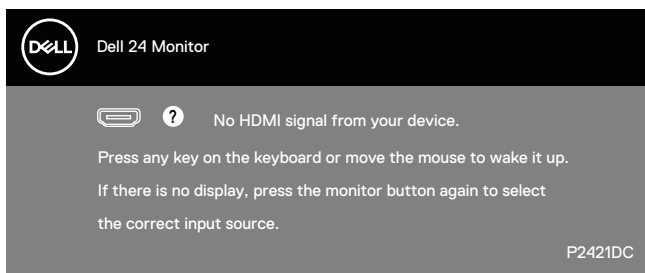 DELL
Dell 24 Monitor
? No HDMI signal from your device.
Press any key on the keyboard or move the mouse to wake it up.
If there is no display, press the monitor button again to select
the correct input source.
P2421DC